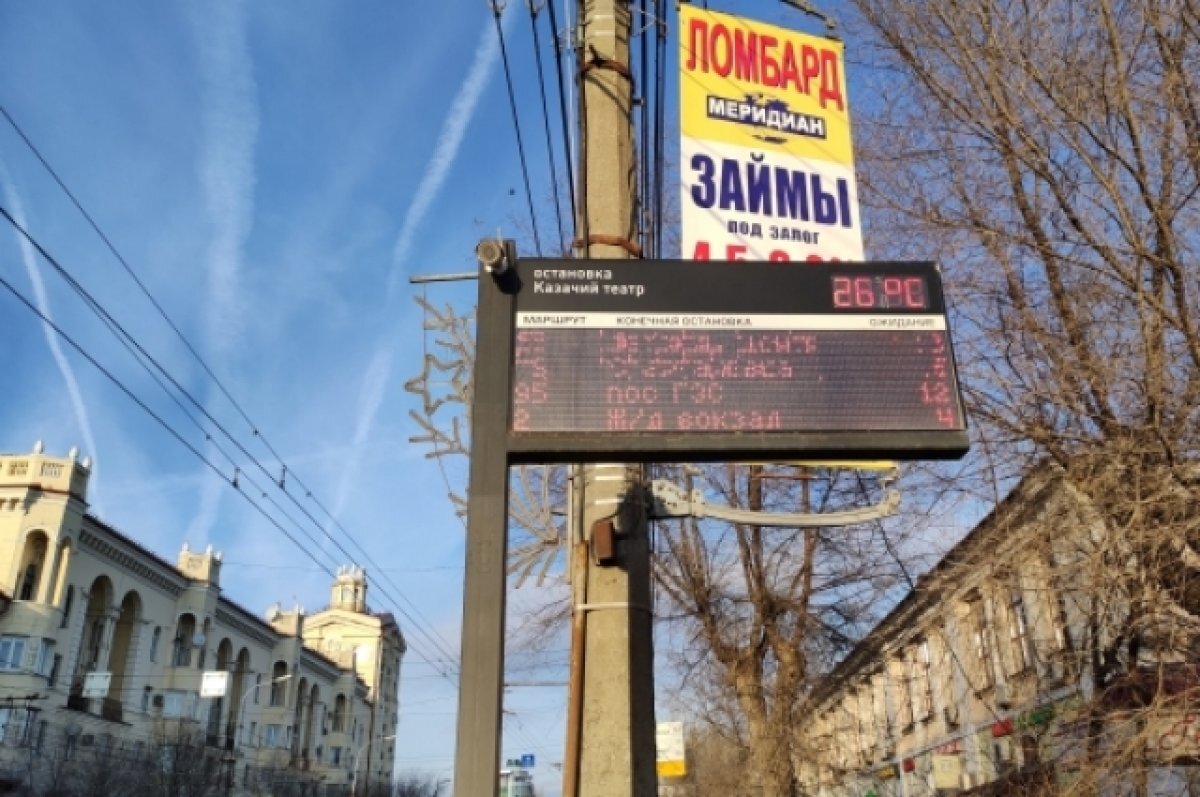 ЛОМБАРД
МЕРИДИАН
ЗАЙМЫ
ПОД ЗАЛОГ
остановка
Казачий театр
26 °C
МАРШРУТ КОНЕЧНАЯ ОСТАНОВКА ОЖИДАНИЕ
95 пос ГЭС 12
2 Ж/д вокзал 4